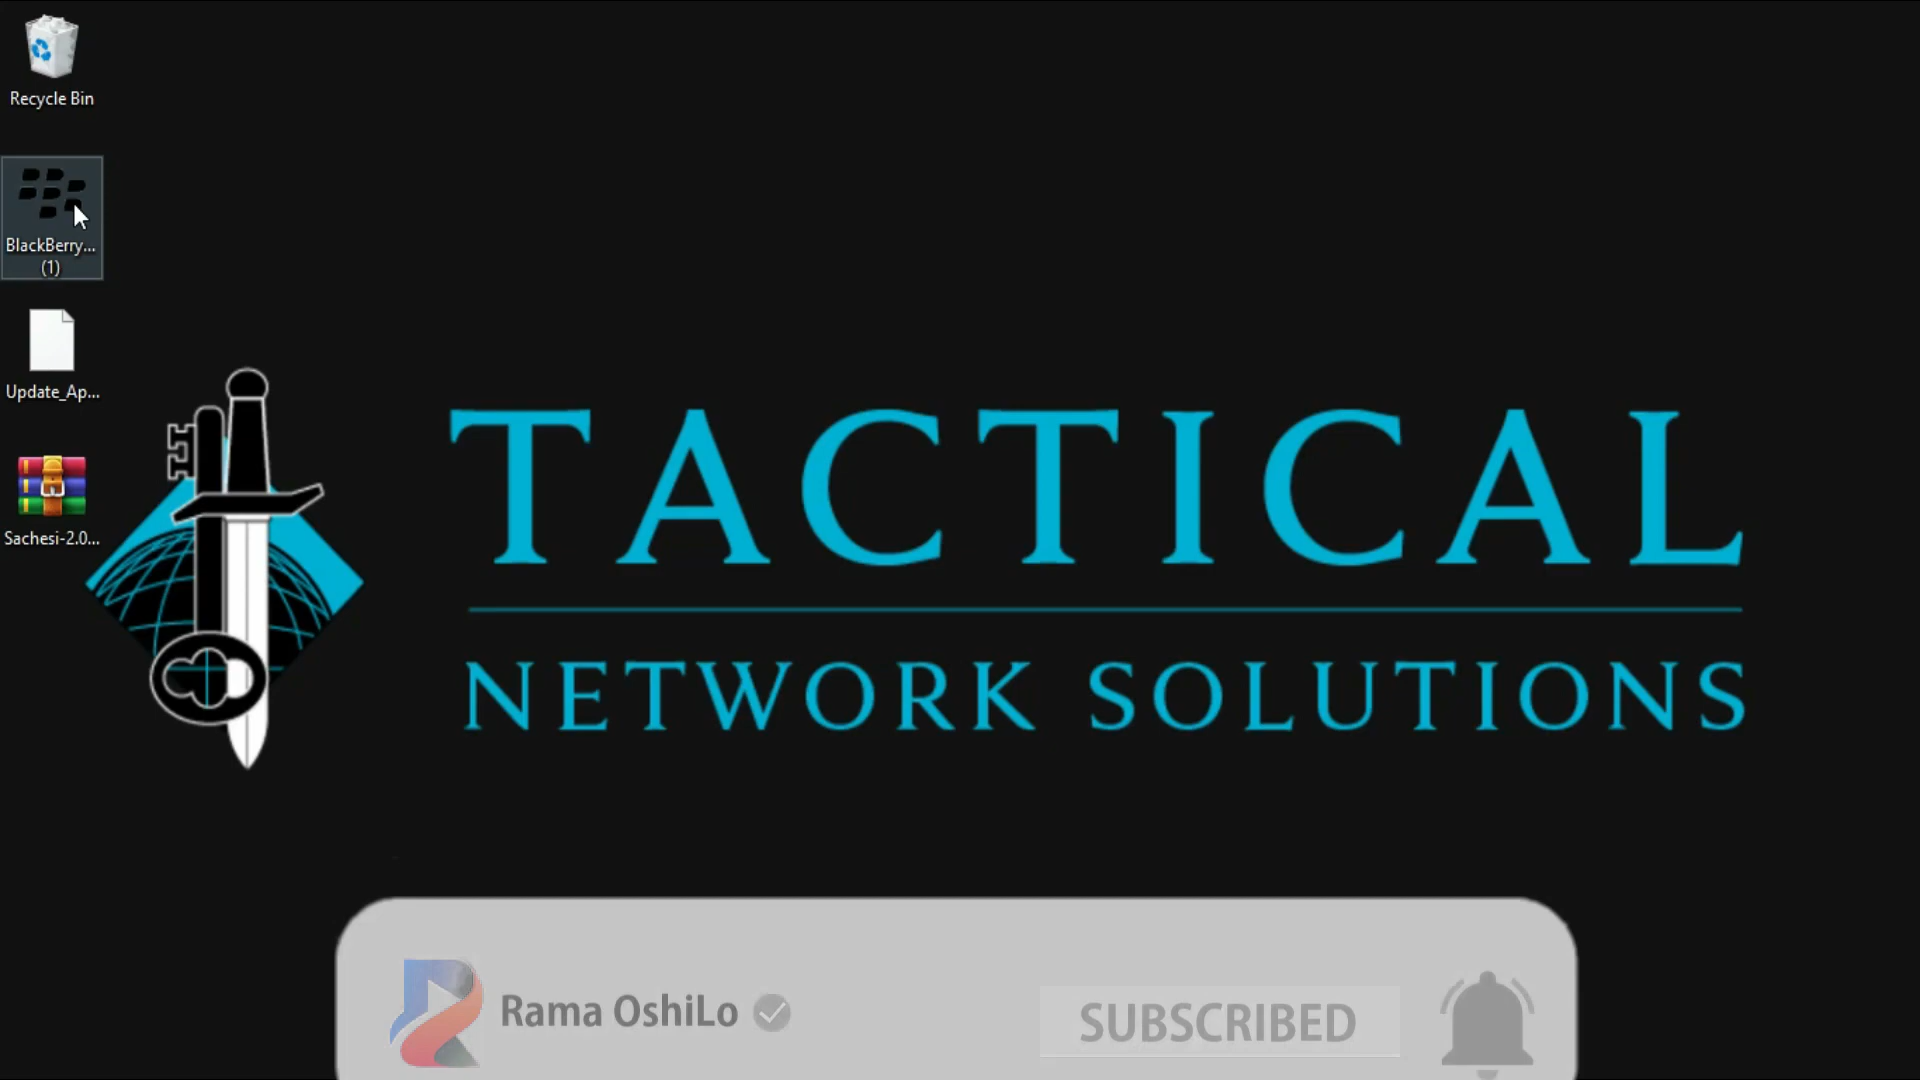 Recycle Bin
BlackBerry...
(1)
Update_Ap...
Sachesi-2.0...
TACTICAL
NETWORK SOLUTIONS
Rama OshiLo
SUBSCRIBED